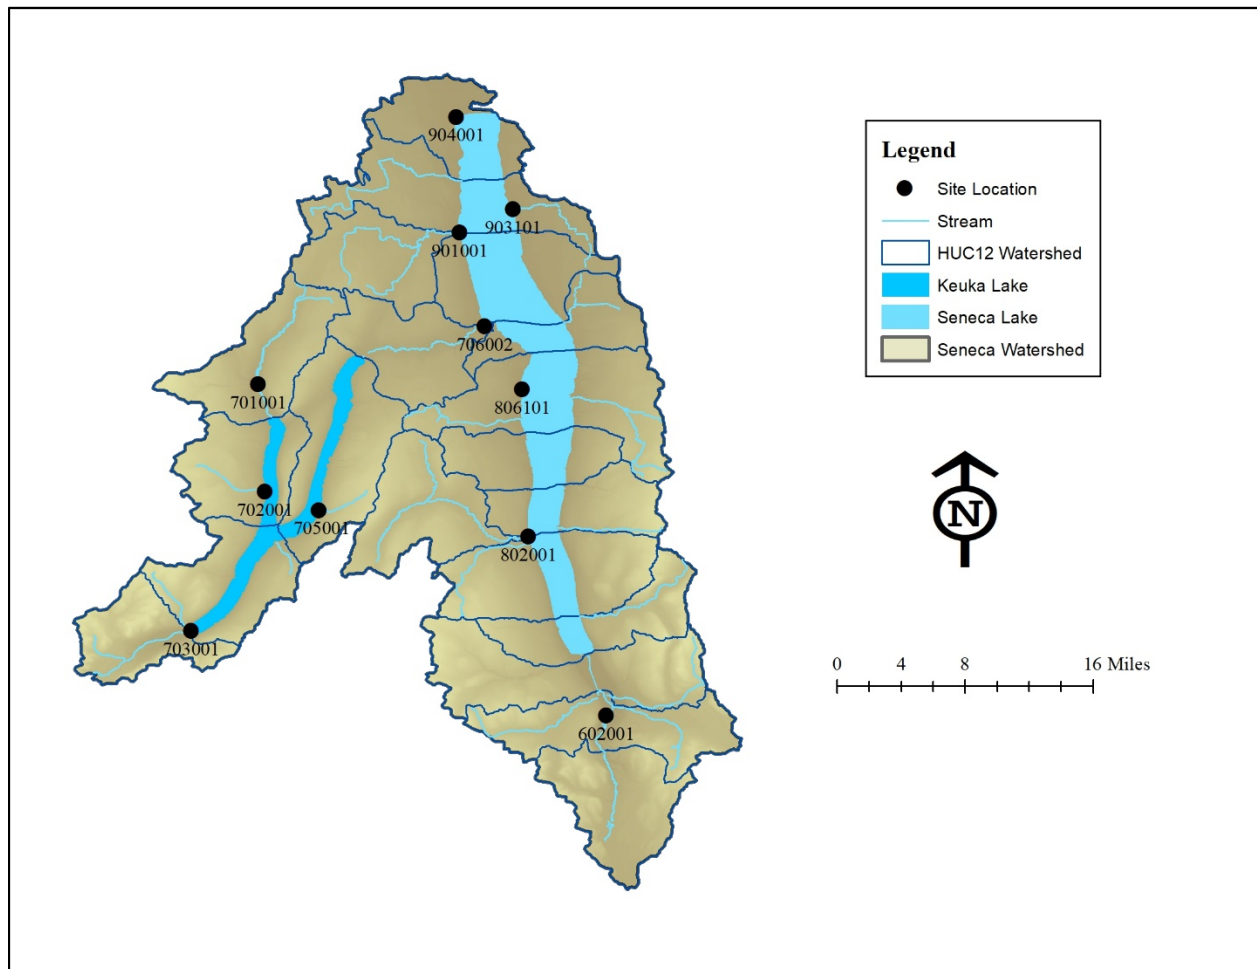 904001
903101
901001
706002
701001
806101
702001
705001
802001
703001
602001
Legend
Site Location
Stream
HUC12 Watershed
Keuka Lake
Seneca Lake
Seneca Watershed
N
0 4 8 16 Miles